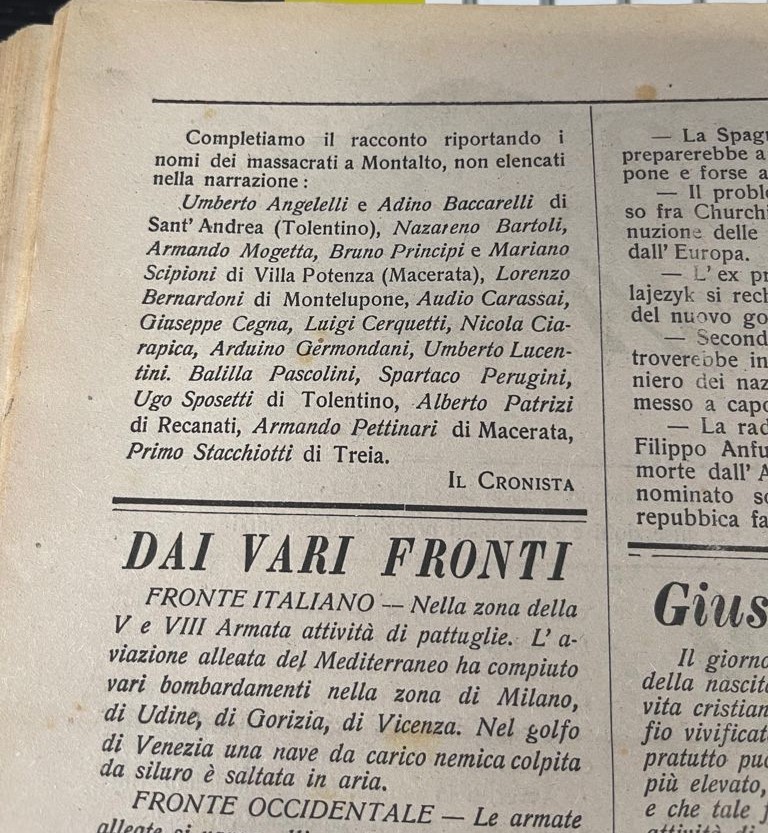 Completiamo il racconto riportando i
nomi dei massacrati a Montalto, non elencati
nella narrazione :
Umberto Angelelli e Adino Baccarelli di
Sant' Andrea (Tolentino), Nazareno Bartoli,
Armando Mogetta, Bruno Principi e Mariano
Scipioni di Villa Potenza (Macerata), Lorenzo
Bernardoni di Montelupone, Audio Carassai,
Giuseppe Cegna, Luigi Cerquetti, Nicola Cia-
rapica, Arduino Germondani, Umberto Lucen-
tini. Balilla Pascolini, Spartaco Perugini,
Ugo Sposetti di Tolentino, Alberto Patrizi
di Recanati, Armando Pettinari di Macerata,
Primo Stacchiotti di Treia.
IL CRONISTA
DAI VARI FRONTI
FRONTE ITALIANO — Nella zona della
V e VIII Armata attività di pattuglie. L' a-
viazione alleata del Mediterraneo ha compiuto
vari bombardamenti nella zona di Milano,
di Udine, di Gorizia, di Vicenza. Nel golfo
di Venezia una nave da carico nemica colpita
da siluro è saltata in aria.
FRONTE OCCIDENTALE — Le armate
— La Spag
preparerebbe a
pone e forse a
— Il probl
so fra Churchi
nuzione delle
dall' Europa.
— L' ex pr
lajezyk si rec
del nuovo go
— Second
troverebbe in
niero dei naz
messo a capo
— La rad
Filippo Anfu
morte dall' A
nominato s
repubbica fa
Gius
Il giorno
della nascit
vita cristian
fio vivificat
pratutto pu
più elevato,
e che tale